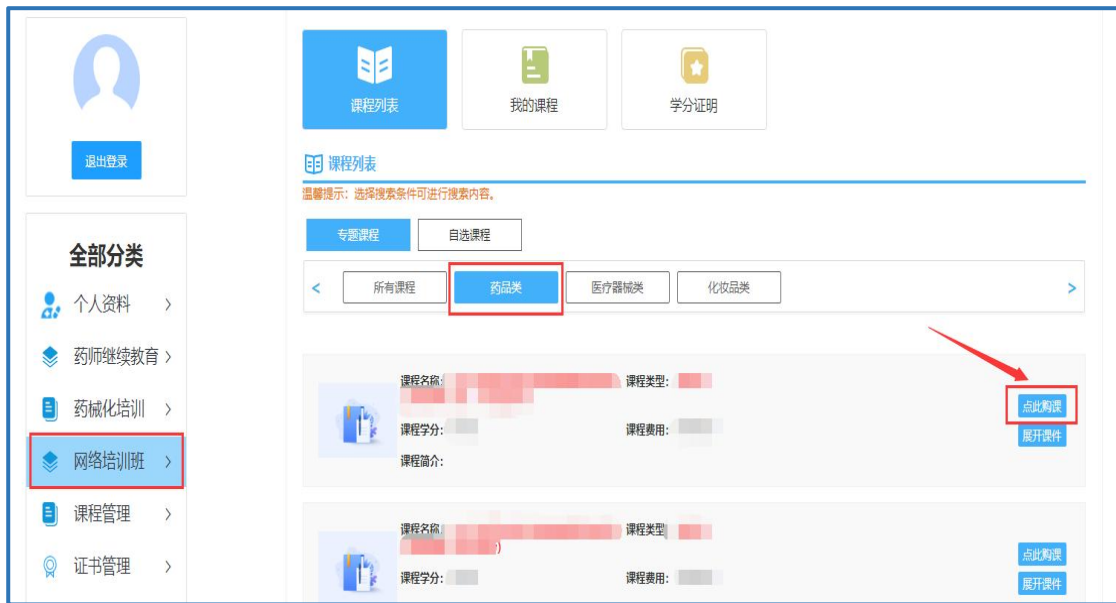 课程列表
我的课程
学分证明
退出登录
课程列表
温馨提示：选择搜索条件可进行搜索内容。
专题课程
自选课程
全部分类
<
所有课程
药品类
医疗器械类
化妆品类
>
个人资料 >
药师继续教育 >
药械化培训 >
网络培训班 >
课程管理 >
证书管理 >
课程名称:
课程类型:
点此购课
课程学分:
课程费用:
展开课件
课程简介:
课程名称
课程类型
)
点此购课
课程学分:
课程费用:
展开课件